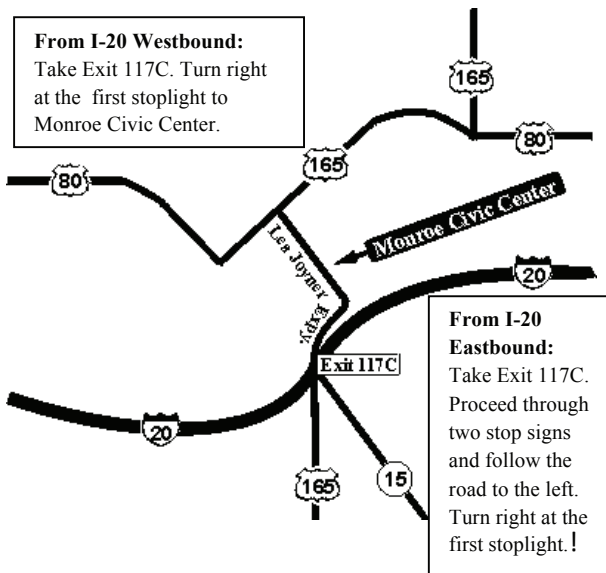 From I-20 Westbound:
Take Exit 117C. Turn right
at the first stoplight to
Monroe Civic Center.
165
80
165
80
Monroe Civic Center
Lea Joyner
Expy.
20
Exit 117C
From I-20
Eastbound:
Take Exit 117C.
Proceed through
two stop signs
and follow the
road to the left.
Turn right at the
first stoplight.!
20
165
15